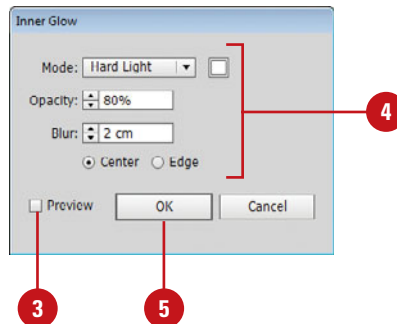 Inner Glow
Mode: Hard Light
Opacity: 80%
Blur: 2 cm
Center Edge
4
Preview OK Cancel
3 5